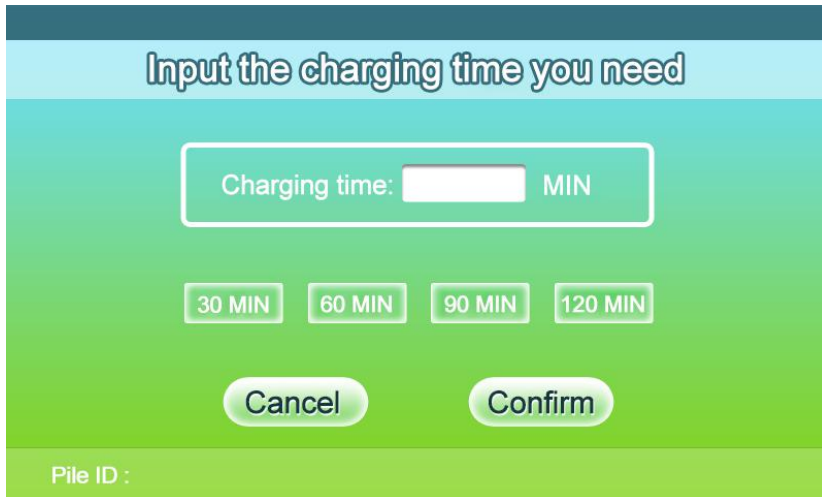 Input the charging time you need
Charging time: MIN
30 MIN 60 MIN 90 MIN 120 MIN
Cancel Confirm
Pile ID :